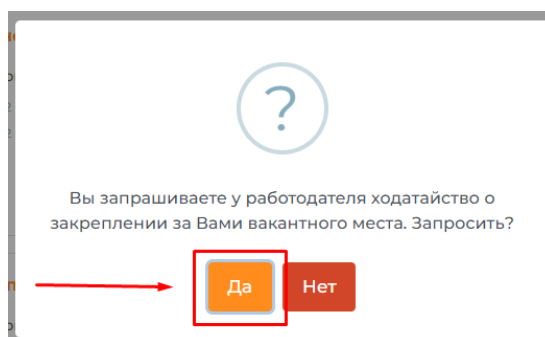 ?
Вы запрашиваете у работодателя ходатайство о
закреплении за Вами вакантного места. Запросить?
Да Нет